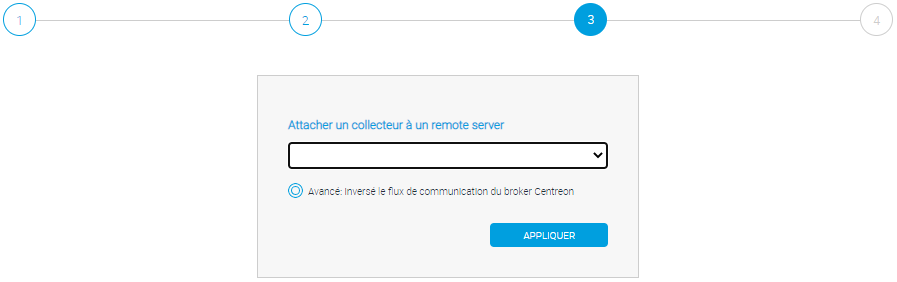 1 2 3 4
Attacher un collecteur à un remote server
Avancé: Inversé le flux de communication du broker Centreon
APPLIQUER